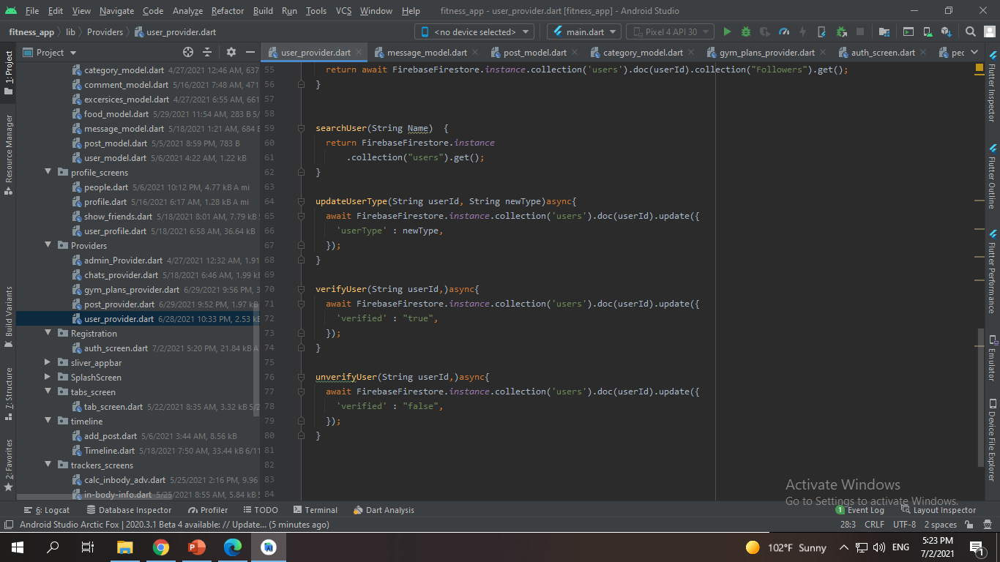 File Edit View Navigate Code Analyze Refactor Build Run Tools VCS Window Help fitness_app - user_provider.dart [fitness_app] - Android Studio
fitness_app lib Providers user_provider.dart <no device selected> main.dart Pixel 4 API 30
1: Project
Resource Manager
Build Variants
7: Structure
2: Favorites
Project
user_provider.dart message_model.dart post_model.dart category_model.dart gym_plans_provider.dart auth_screen.dart pec
category_model.dart 4/27/2021 12:46 AM, 637
comment_model.dart 5/16/2021 7:48 AM, 471
excersices_model.dart 4/27/2021 6:55 AM, 661
food_model.dart 5/29/2021 11:54 AM, 283 B 5/
message_model.dart 5/18/2021 1:21 AM, 684 B
post_model.dart 5/5/2021 8:59 PM, 783 B
user_model.dart 5/6/2021 4:22 AM, 1.22 kB
profile_screens
people.dart 5/6/2021 10:12 PM, 4.77 kB A mi
profile.dart 5/16/2021 6:17 AM, 1.28 kB A mi
show_friends.dart 5/18/2021 8:01 AM, 7.79 kB
user_profile.dart 5/18/2021 6:58 AM, 36.64 kB
Providers
admin_Provider.dart 4/27/2021 12:32 AM, 1.91
chats_provider.dart 5/18/2021 6:46 AM, 1.99 kB
gym_plans_provider.dart 6/29/2021 9:56 PM, 3
post_provider.dart 6/29/2021 9:52 PM, 1.97 kB
user_provider.dart 6/28/2021 10:33 PM, 2.53 kB
Registration
auth_screen.dart 7/2/2021 5:20 PM, 21.84 kB A
sliver_appbar
SplashScreen
tabs_screen
tab_screen.dart 5/22/2021 8:35 AM, 3.32 kB 5/2
timeline
add_post.dart 5/6/2021 3:44 AM, 8.56 kB
Timeline.dart 5/18/2021 7:50 AM, 33.44 kB 6/11
trackers_screens
calc_inbody_adv.dart 5/25/2021 2:16 PM, 9.96
in-body-info.dart 5/25/2021 8:55 AM, 5.84 kB
55 return await FirebaseFirestore.instance.collection('users').doc(userId).collection("Followers").get();
56 }
57
58
59 searchUser(String Name) {
60 return FirebaseFirestore.instance
61 .collection("users").get();
62 }
63
64 updateUserType(String userId, String newType)async{
65 await FirebaseFirestore.instance.collection('users').doc(userId).update({
66 'userType' : newType,
67 });
68 }
69
70 verifyUser(String userId,)async{
71 await FirebaseFirestore.instance.collection('users').doc(userId).update({
72 'verified' : "true",
73 });
74 }
75
76 unverifyUser(String userId,)async{
77 await FirebaseFirestore.instance.collection('users').doc(userId).update({
78 'verified' : "false",
79 });
80 }
81
82
83
84
Flutter Inspector
Flutter Outline
Flutter Performance
Emulator
Device File Explorer
Activate Windows
Go to Settings to activate Windows.
6: Logcat Database Inspector Profiler TODO Terminal Dart Analysis 1 Event Log Layout Inspector
Android Studio Arctic Fox | 2020.3.1 Beta 4 available: // Update... (5 minutes ago) 28:3 CRLF UTF-8 2 spaces
102°F Sunny ENG 5:23 PM
7/2/2021 1